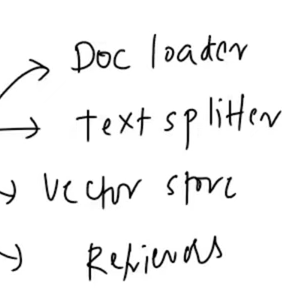 Doc loader
text splitter
vector store
Retrievers